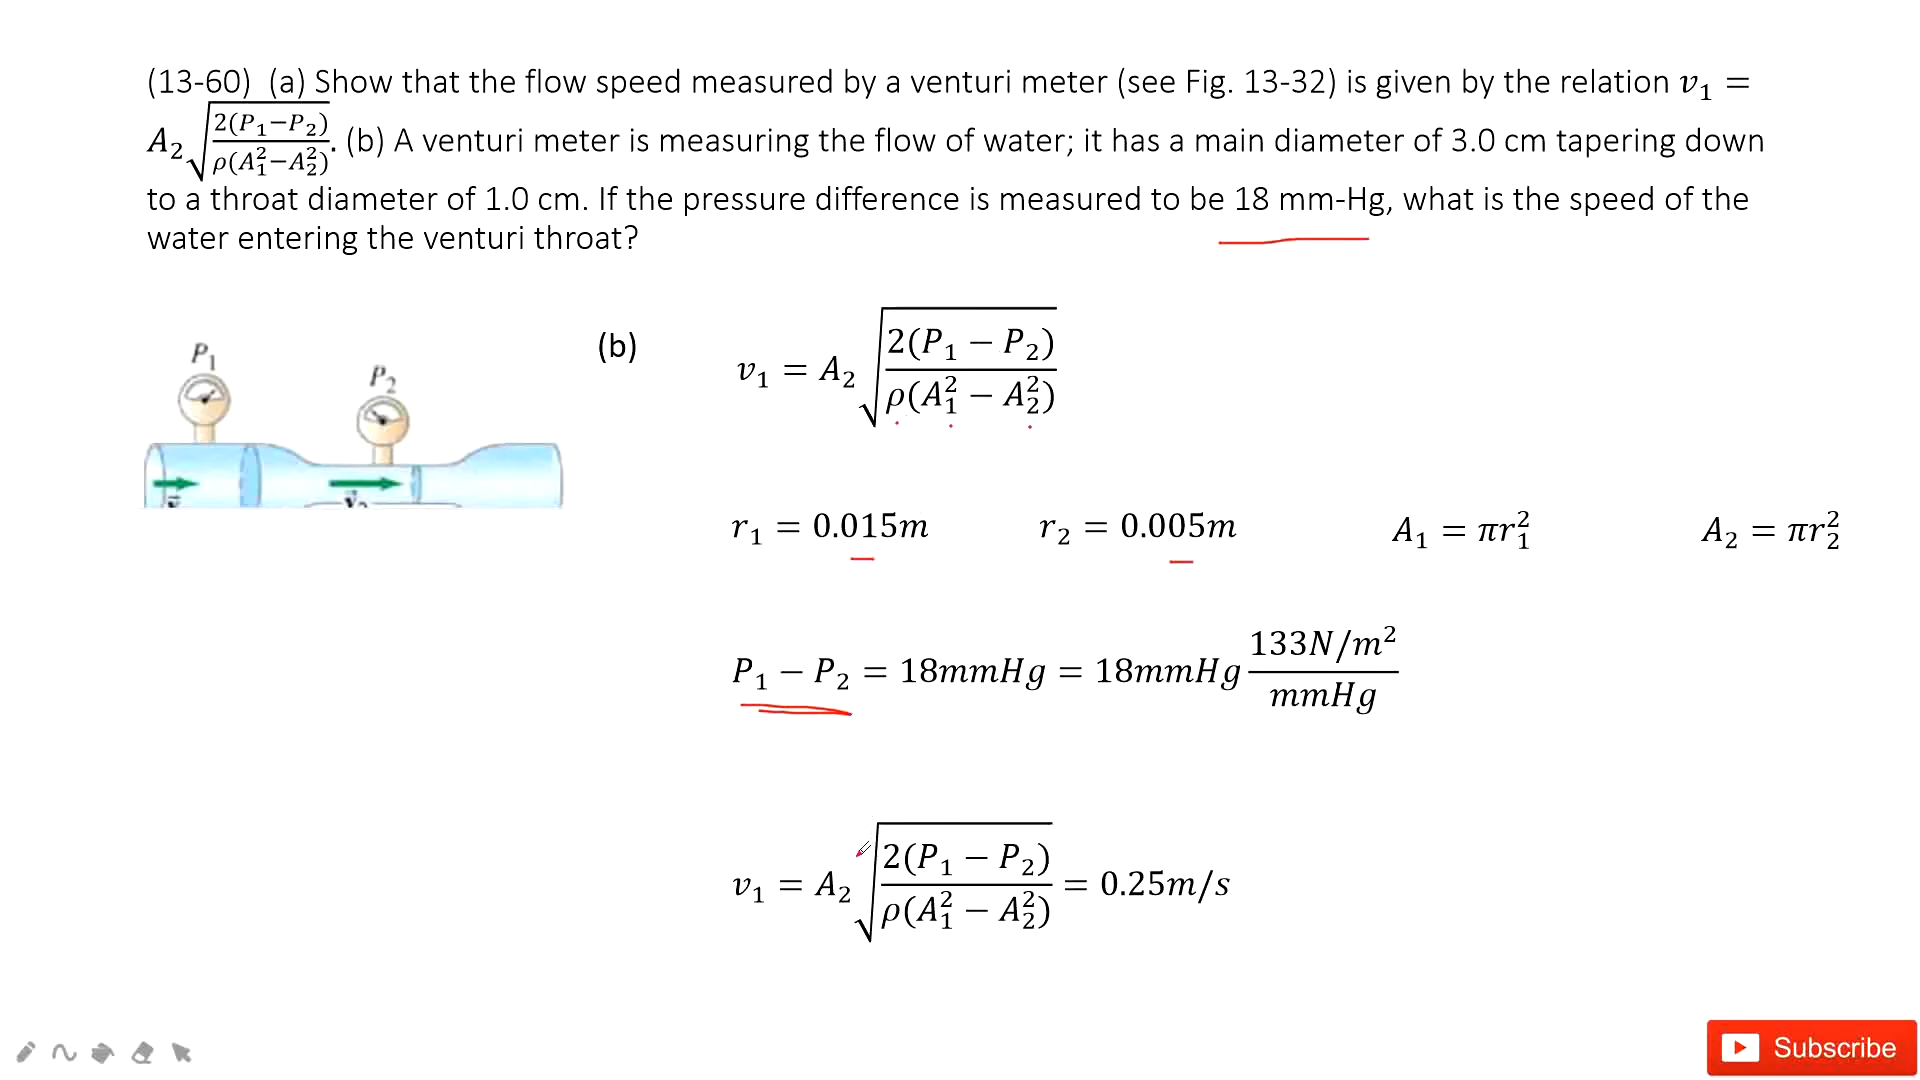 (13-60) (a) Show that the flow speed measured by a venturi meter (see Fig. 13-32) is given by the relation v₁ =
A₂√(2(P₁−P₂)/ρ(A₁²−A₂²)). (b) A venturi meter is measuring the flow of water; it has a main diameter of 3.0 cm tapering down
to a throat diameter of 1.0 cm. If the pressure difference is measured to be 18 mm-Hg, what is the speed of the
water entering the venturi throat?
P₁
P₂
(b)
v₁ = A₂√(2(P₁ − P₂)/ρ(A₁² − A₂²))
r₁ = 0.015m r₂ = 0.005m A₁ = πr₁² A₂ = πr₂²
P₁ − P₂ = 18mmHg = 18mmHg 133N/m²/mmHg
v₁ = A₂√(2(P₁ − P₂)/ρ(A₁² − A₂²)) = 0.25m/s
Subscribe